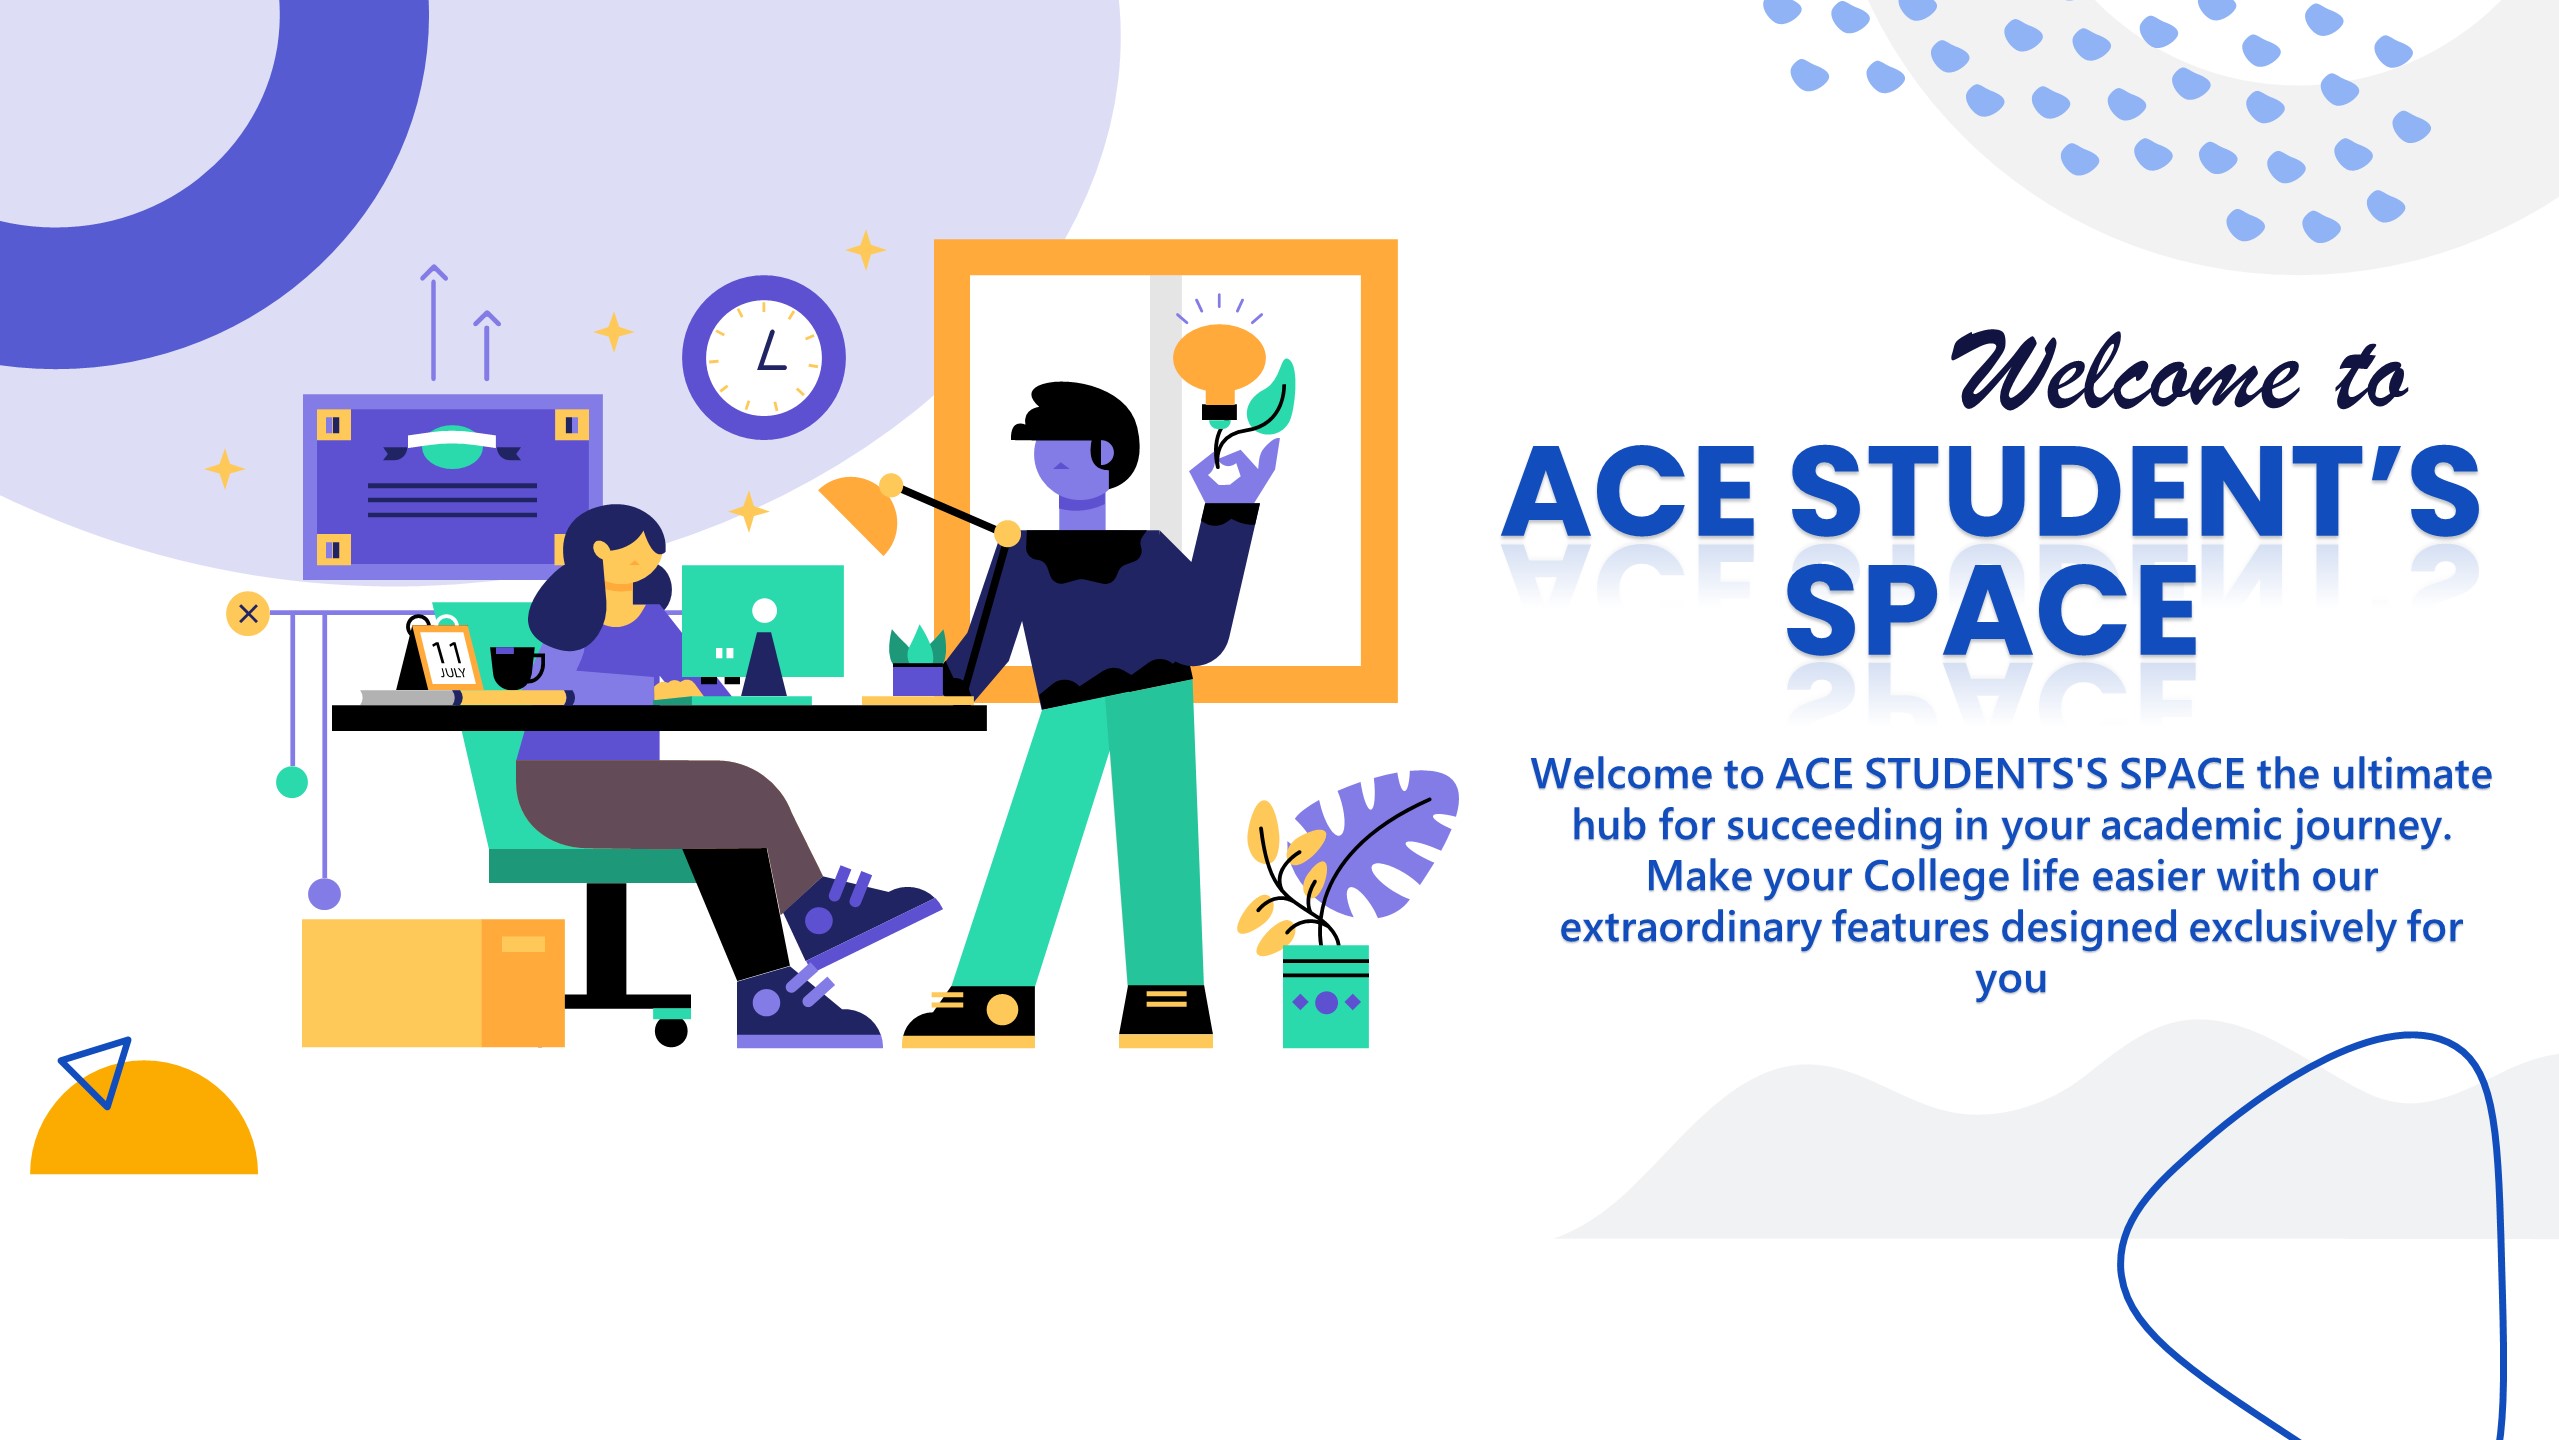 Welcome to
ACE STUDENT’S
SPACE
Welcome to ACE STUDENTS'S SPACE the ultimate
hub for succeeding in your academic journey.
Make your College life easier with our
extraordinary features designed exclusively for
you
11
JULY